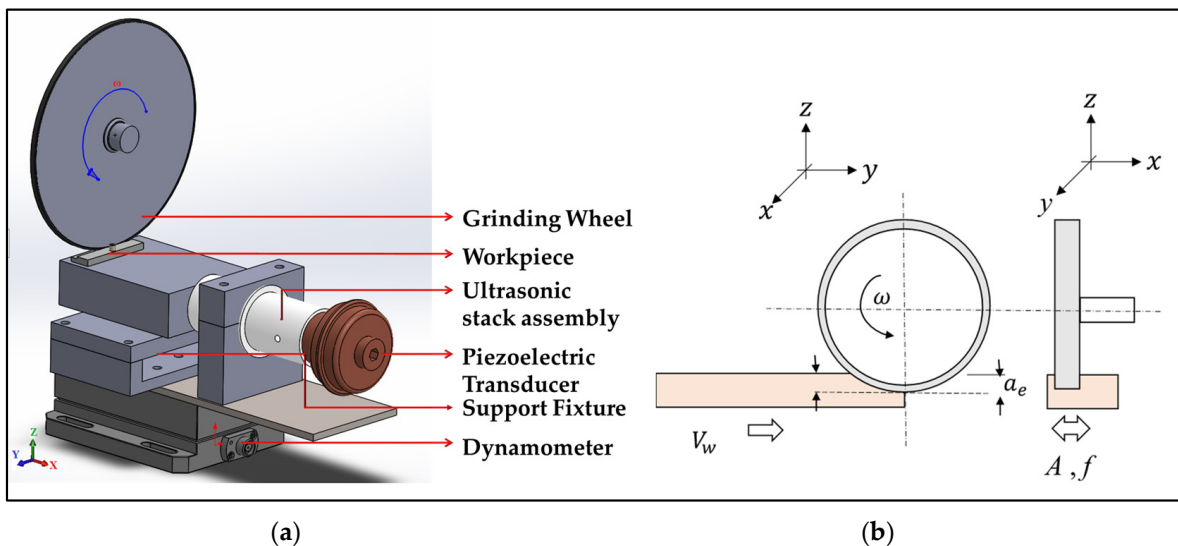 ω
Grinding Wheel
Workpiece
Ultrasonic
stack assembly
Piezoelectric
Transducer
Support Fixture
Dynamometer
Z
Y
X
(a)
z
y
x
z
x
y
ω
a_e
V_w
A , f
(b)